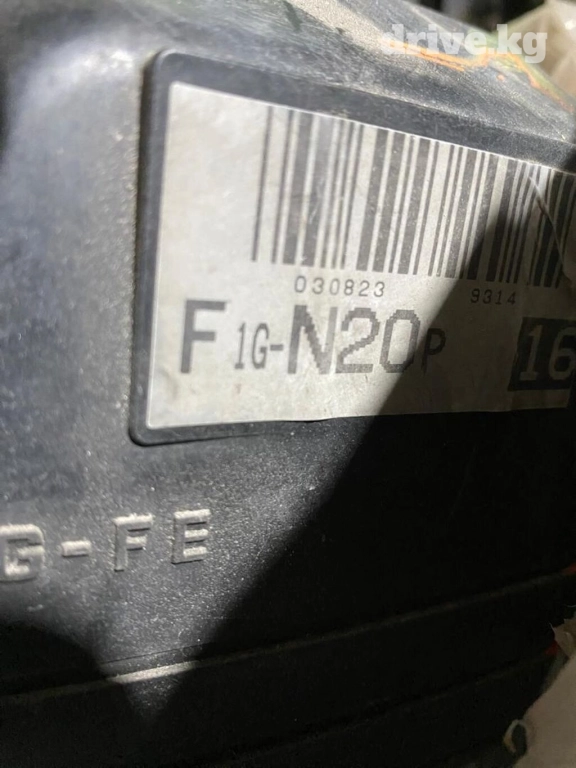 drive.kg
030823 9314
F 1G-N20P 16
G-FE